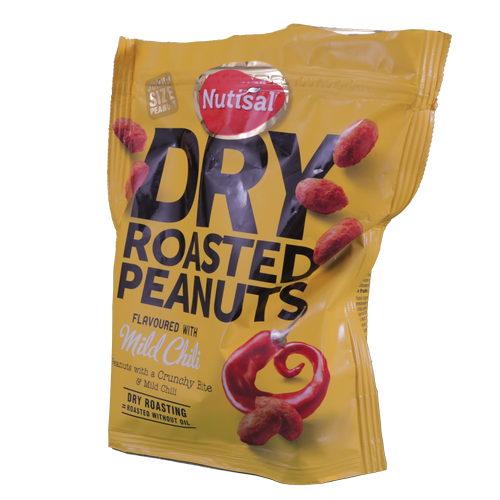 Nutisal
SIZE
PEANUT
DRY
ROASTED
PEANUTS
FLAVOURED WITH
Mild Chili
Peanuts with a Crunchy Bite
@ Mild Chili
DRY ROASTING
= ROASTED WITHOUT OIL